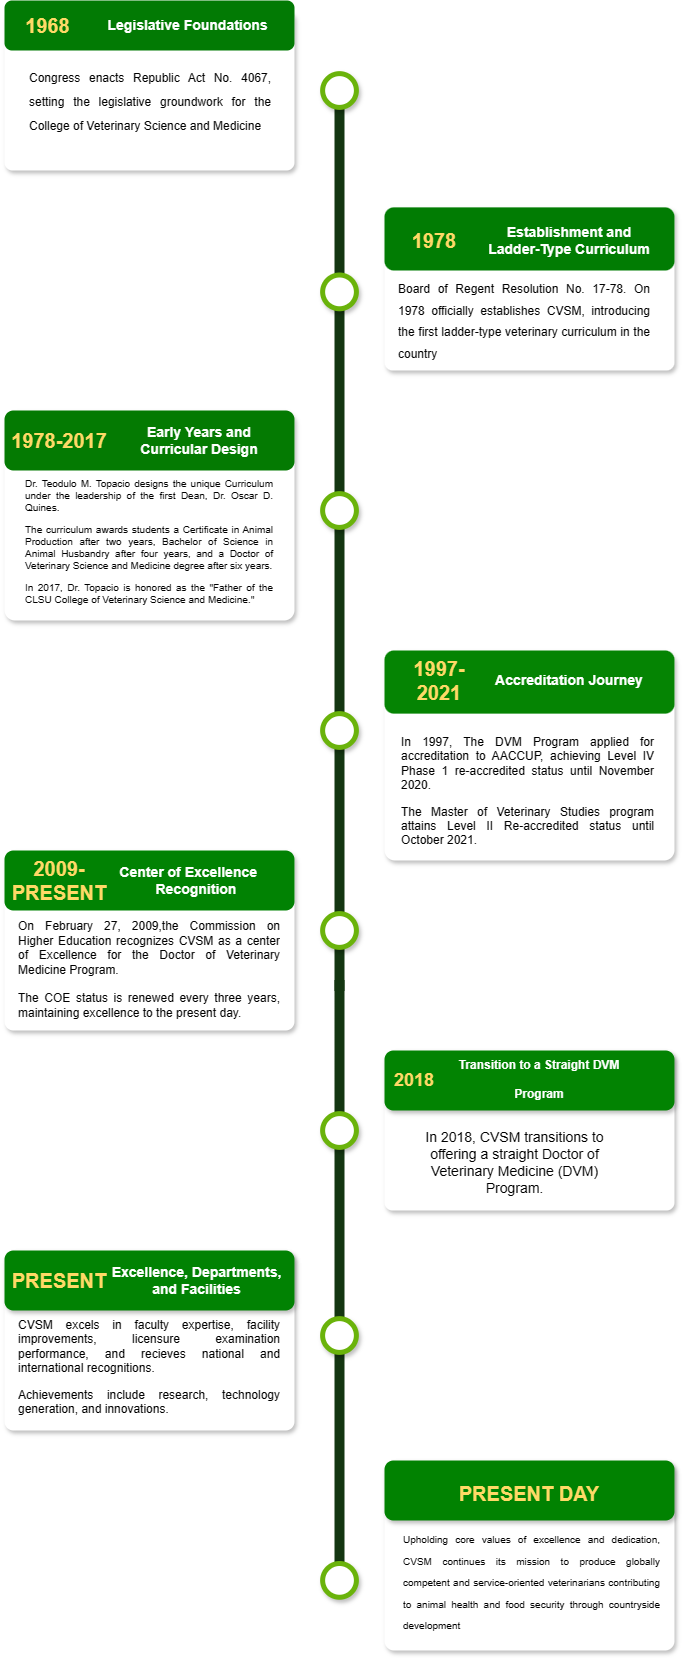 1968
Legislative Foundations
Congress enacts Republic Act No. 4067,
setting the legislative groundwork for the
College of Veterinary Science and Medicine
1978
Establishment and
Ladder-Type Curriculum
Board of Regent Resolution No. 17-78. On
1978 officially establishes CVSM, introducing
the first ladder-type veterinary curriculum in the
country
1978-2017
Early Years and
Curricular Design
Dr. Teodulo M. Topacio designs the unique Curriculum
under the leadership of the first Dean, Dr. Oscar D.
Quines.
The curriculum awards students a Certificate in Animal
Production after two years, Bachelor of Science in
Animal Husbandry after four years, and a Doctor of
Veterinary Science and Medicine degree after six years.
In 2017, Dr. Topacio is honored as the "Father of the
CLSU College of Veterinary Science and Medicine."
1997-
2021
Accreditation Journey
In 1997, The DVM Program applied for
accreditation to AACCUP, achieving Level IV
Phase 1 re-accredited status until November
2020.
The Master of Veterinary Studies program
attains Level II Re-accredited status until
October 2021.
2009-
PRESENT
Center of Excellence
Recognition
On February 27, 2009,the Commission on
Higher Education recognizes CVSM as a center
of Excellence for the Doctor of Veterinary
Medicine Program.
The COE status is renewed every three years,
maintaining excellence to the present day.
2018
Transition to a Straight DVM
Program
In 2018, CVSM transitions to
offering a straight Doctor of
Veterinary Medicine (DVM)
Program.
PRESENT
Excellence, Departments,
and Facilities
CVSM excels in faculty expertise, facility
improvements, licensure examination
performance, and recieves national and
international recognitions.
Achievements include research, technology
generation, and innovations.
PRESENT DAY
Upholding core values of excellence and dedication,
CVSM continues its mission to produce globally
competent and service-oriented veterinarians contributing
to animal health and food security through countryside
development